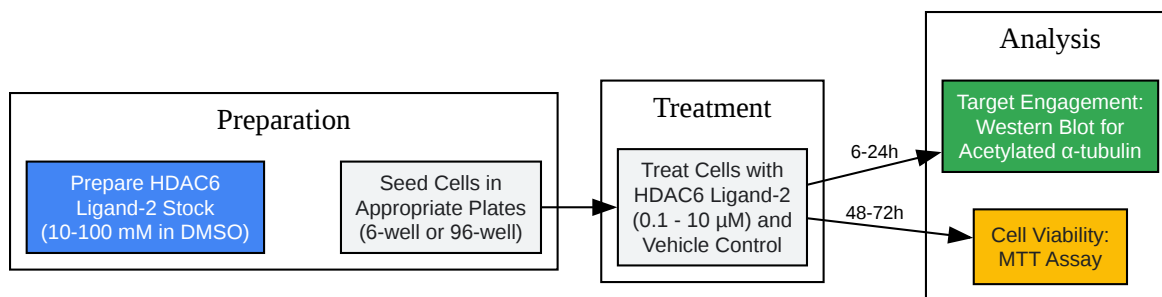 Preparation
Prepare HDAC6
Ligand-2 Stock
(10-100 mM in DMSO)
Seed Cells in
Appropriate Plates
(6-well or 96-well)
Treatment
Treat Cells with
HDAC6 Ligand-2
(0.1 - 10 µM) and
Vehicle Control
6-24h
48-72h
Analysis
Target Engagement:
Western Blot for
Acetylated α-tubulin
Cell Viability:
MTT Assay